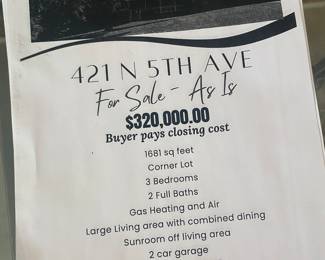 421 N 5TH AVE
For Sale - As Is
$320,000.00
Buyer pays closing cost
1681 sq feet
Corner Lot
3 Bedrooms
2 Full Baths
Gas Heating and Air
Large Living area with combined dining
Sunroom off living area
2 car garage